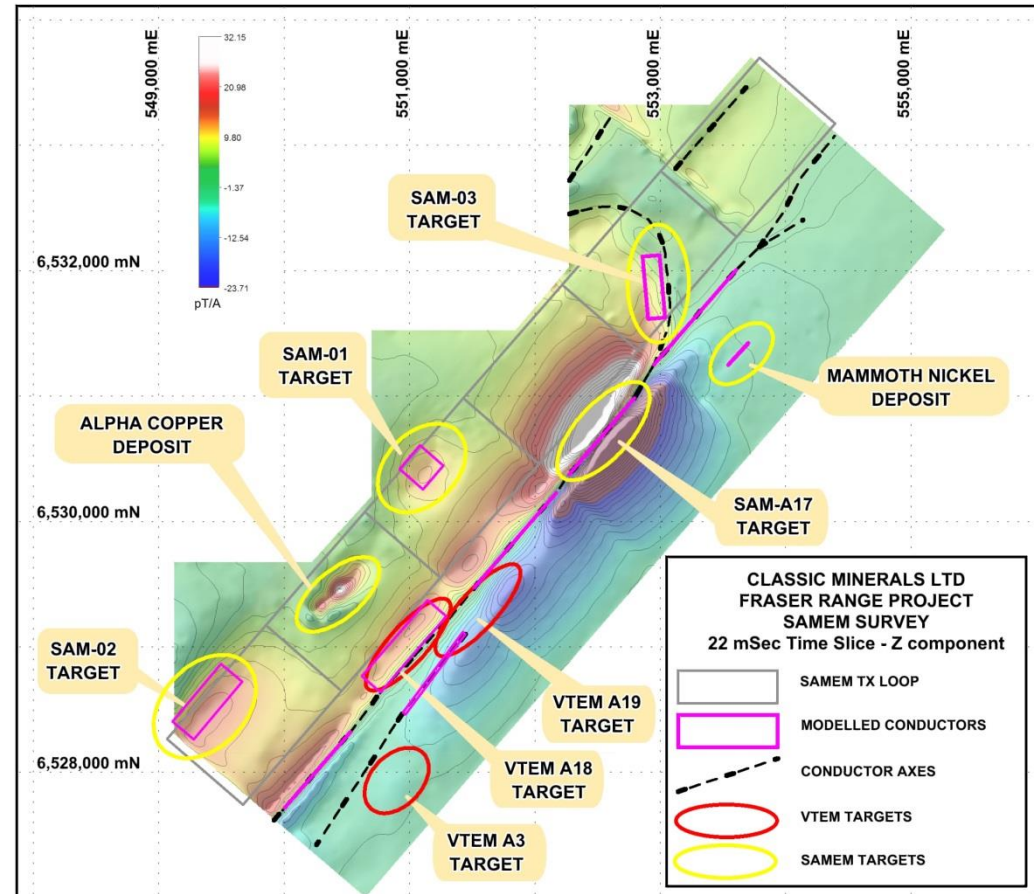 549,000 mE
551,000 mE
553,000 mE
555,000 mE
32.15
20.98
9.80
-1.37
-12.54
-23.71
pT/A
SAM-03
TARGET
6,532,000 mN
SAM-01
TARGET
MAMMOTH NICKEL
DEPOSIT
ALPHA COPPER
DEPOSIT
6,530,000 mN
SAM-A17
TARGET
SAM-02
TARGET
VTEM A19
TARGET
6,528,000 mN
VTEM A18
TARGET
VTEM A3
TARGET
CLASSIC MINERALS LTD
FRASER RANGE PROJECT
SAMEM SURVEY
22 mSec Time Slice - Z component
SAMEM TX LOOP
MODELLED CONDUCTORS
CONDUCTOR AXES
VTEM TARGETS
SAMEM TARGETS